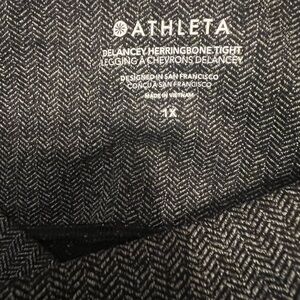 ATHLETA
DELANCEY HERRINGBONE TIGHT
LEGGING À CHEVRONS DELANCEY
DESIGNED IN SAN FRANCISCO
CONÇU À SAN FRANCISCO
MADE IN VIETNAM
1X